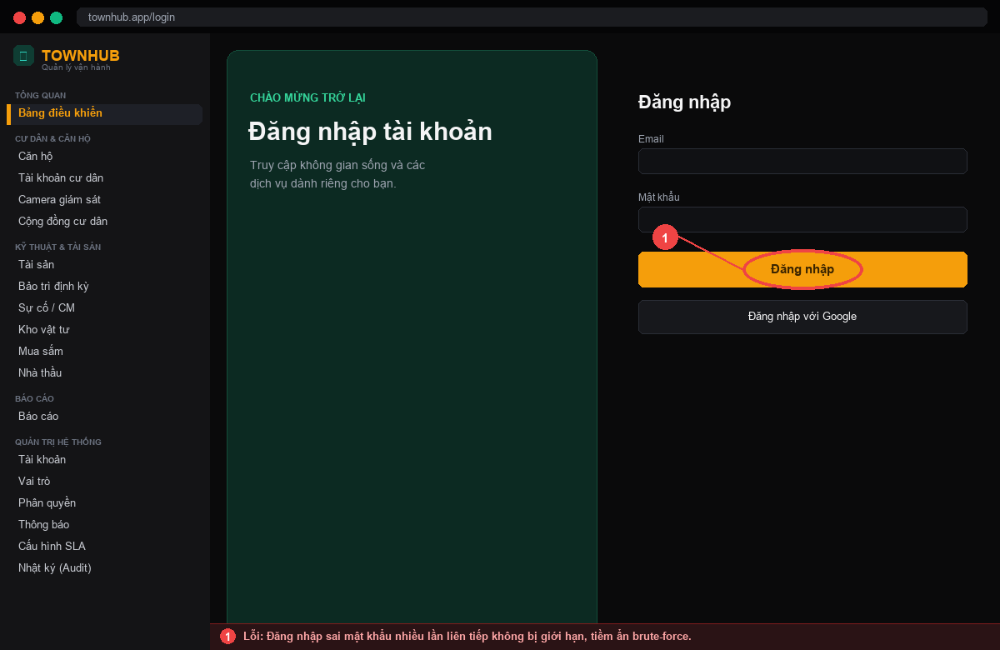 townhub.app/login
TOWNHUB
Quản lý vận hành
TỔNG QUAN
Bảng điều khiển
CƯ DÂN & CĂN HỘ
Căn hộ
Tài khoản cư dân
Camera giám sát
Cộng đồng cư dân
KỸ THUẬT & TÀI SẢN
Tài sản
Bảo trì định kỳ
Sự cố / CM
Kho vật tư
Mua sắm
Nhà thầu
BÁO CÁO
Báo cáo
QUẢN TRỊ HỆ THỐNG
Tài khoản
Vai trò
Phân quyền
Thông báo
Cấu hình SLA
Nhật ký (Audit)
CHÀO MỪNG TRỞ LẠI
Đăng nhập tài khoản
Truy cập không gian sống và các
dịch vụ dành riêng cho bạn.
Đăng nhập
Email
Mật khẩu
1
Đăng nhập
Đăng nhập với Google
1 Lỗi: Đăng nhập sai mật khẩu nhiều lần liên tiếp không bị giới hạn, tiềm ẩn brute-force.